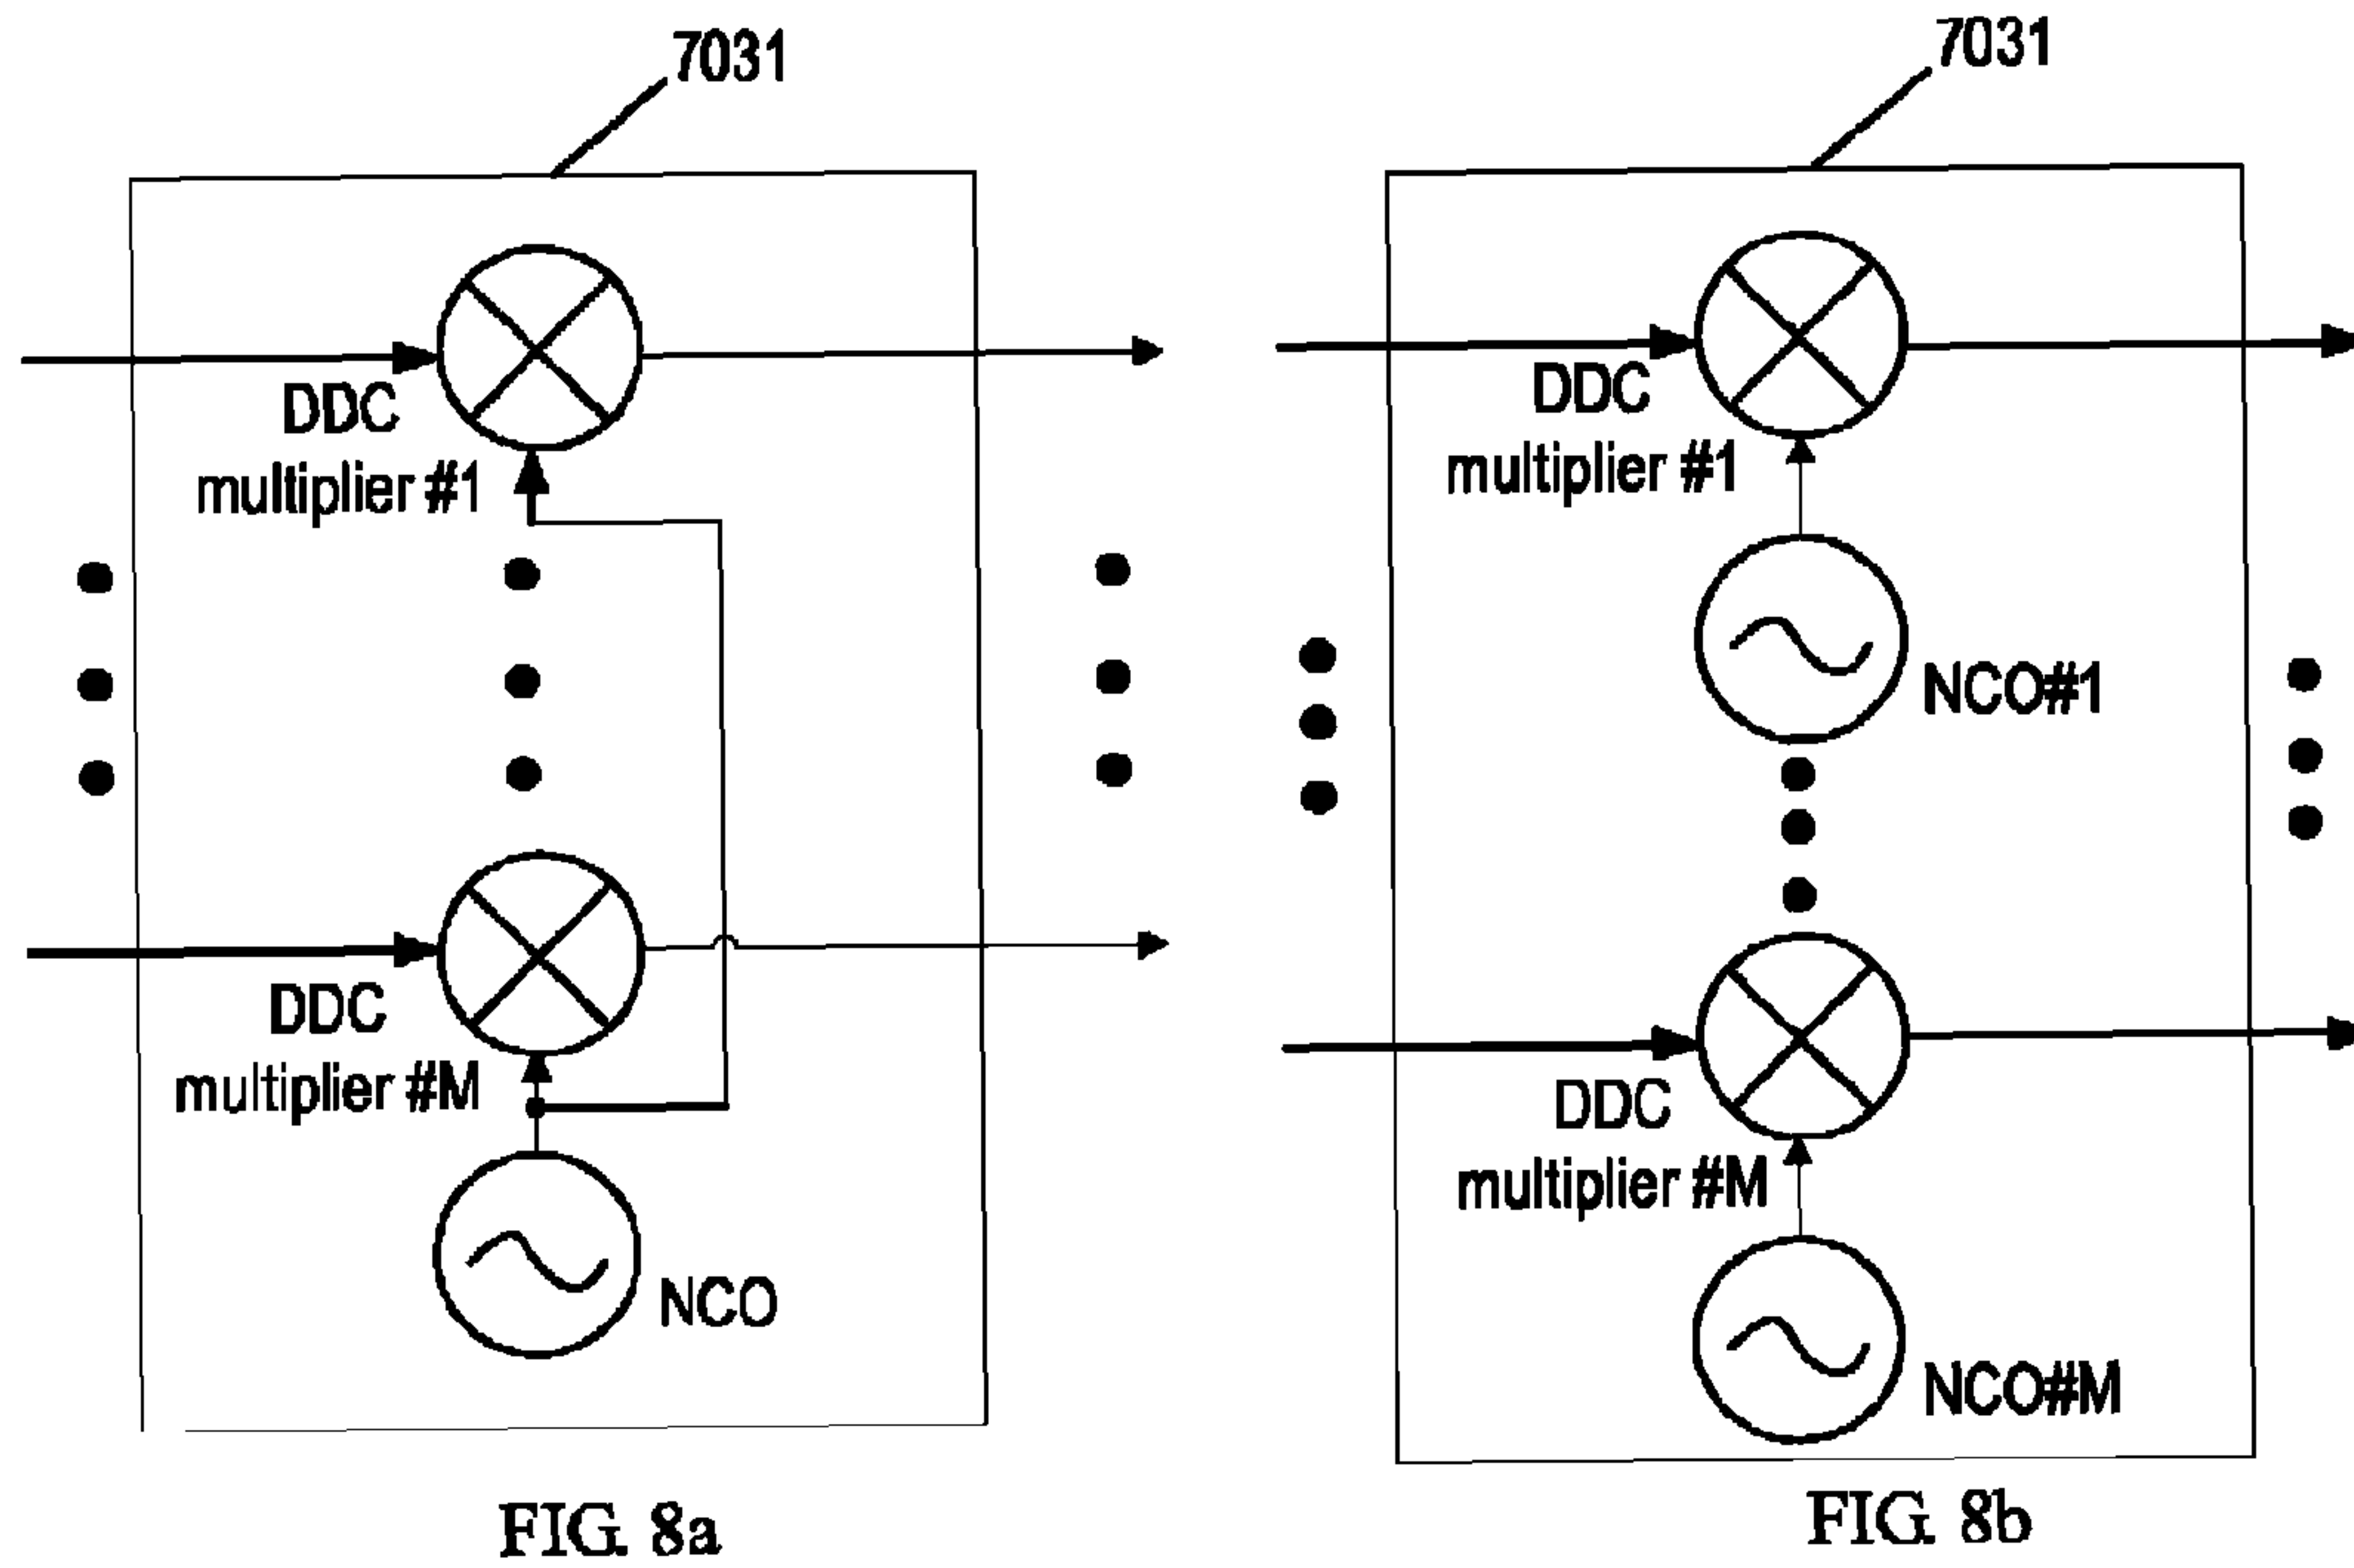 7031
DDC
multiplier #1
DDC
multiplier #M
NCO
FIG. 8a
7031
DDC
multiplier #1
NCO#1
DDC
multiplier #M
NCO#M
FIG. 8b